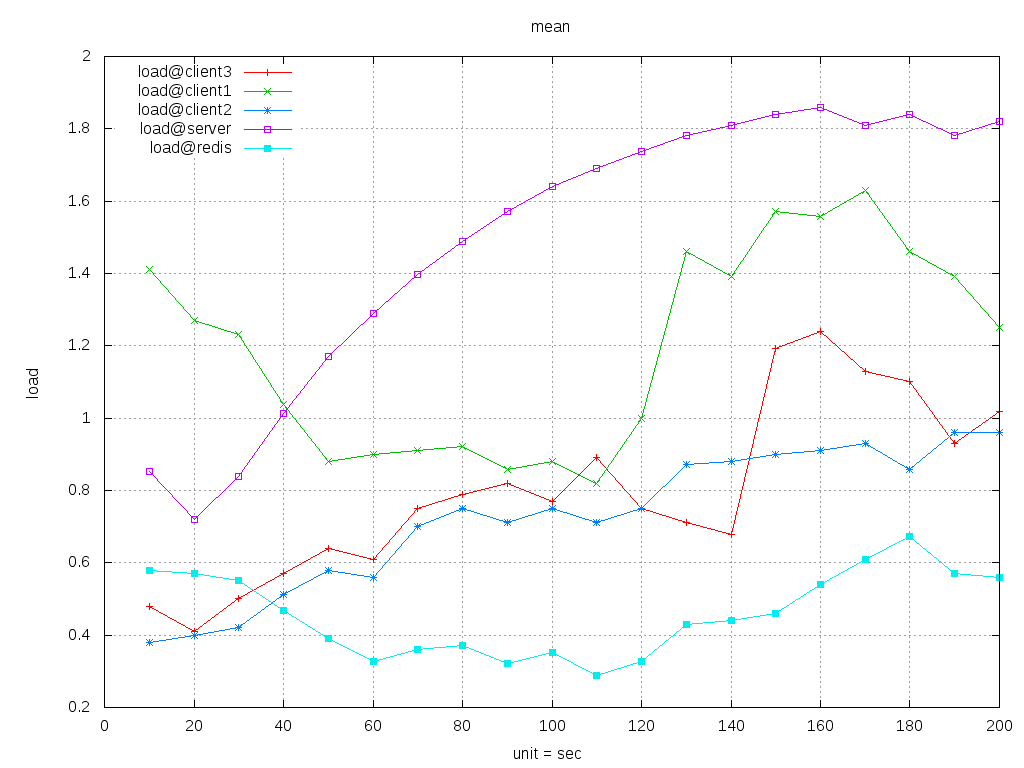 mean
load@client3
load@client1
load@client2
load@server
load@redis
2
1.8
1.6
1.4
1.2
1
0.8
0.6
0.4
0.2
load
0 20 40 60 80 100 120 140 160 180 200
unit = sec